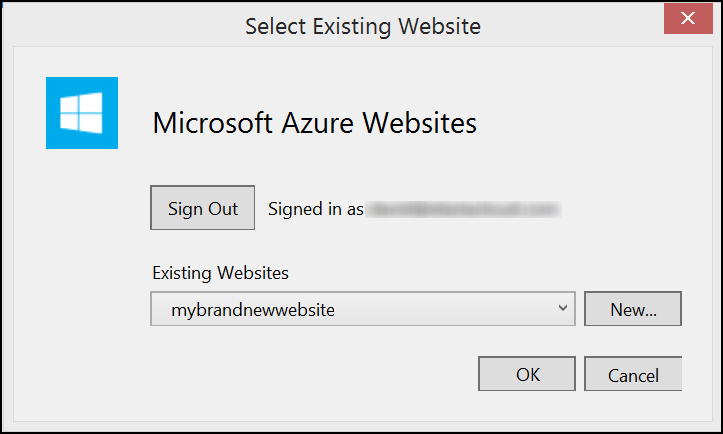 Select Existing Website
Microsoft Azure Websites
Sign Out Signed in as
Existing Websites
mybrandnewwebsite New...
OK Cancel